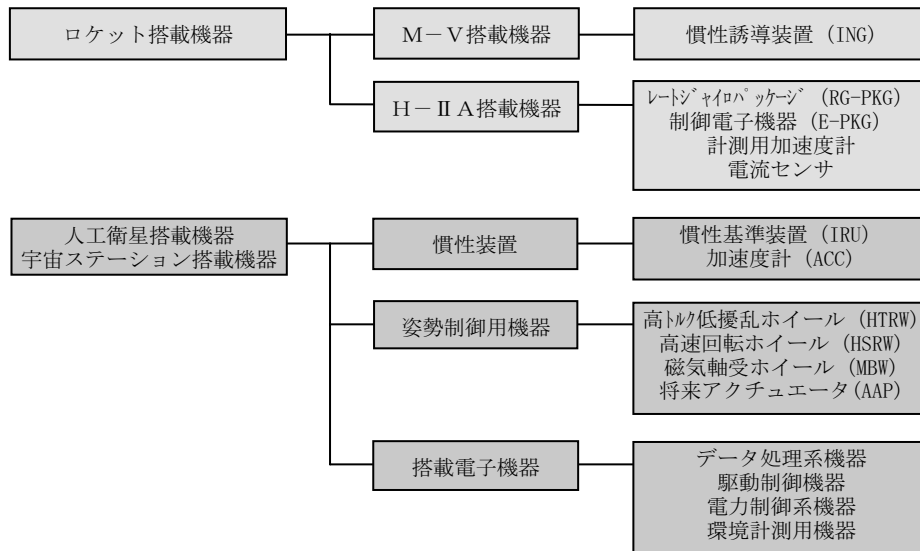 ロケット搭載機器
M－V搭載機器
慣性誘導装置 (ING)
H－ⅡA搭載機器
ﾚｰﾄｼﾞｬｲﾛﾊﾟｯｹｰｼﾞ (RG-PKG)
制御電子機器 (E-PKG)
計測用加速度計
電流センサ
人工衛星搭載機器
宇宙ステーション搭載機器
慣性装置
慣性基準装置 (IRU)
加速度計 (ACC)
姿勢制御用機器
高ﾄﾙｸ低擾乱ホイール (HTRW)
高速回転ホイール (HSRW)
磁気軸受ホイール (MBW)
将来アクチュエータ(AAP)
搭載電子機器
データ処理系機器
駆動制御機器
電力制御系機器
環境計測用機器